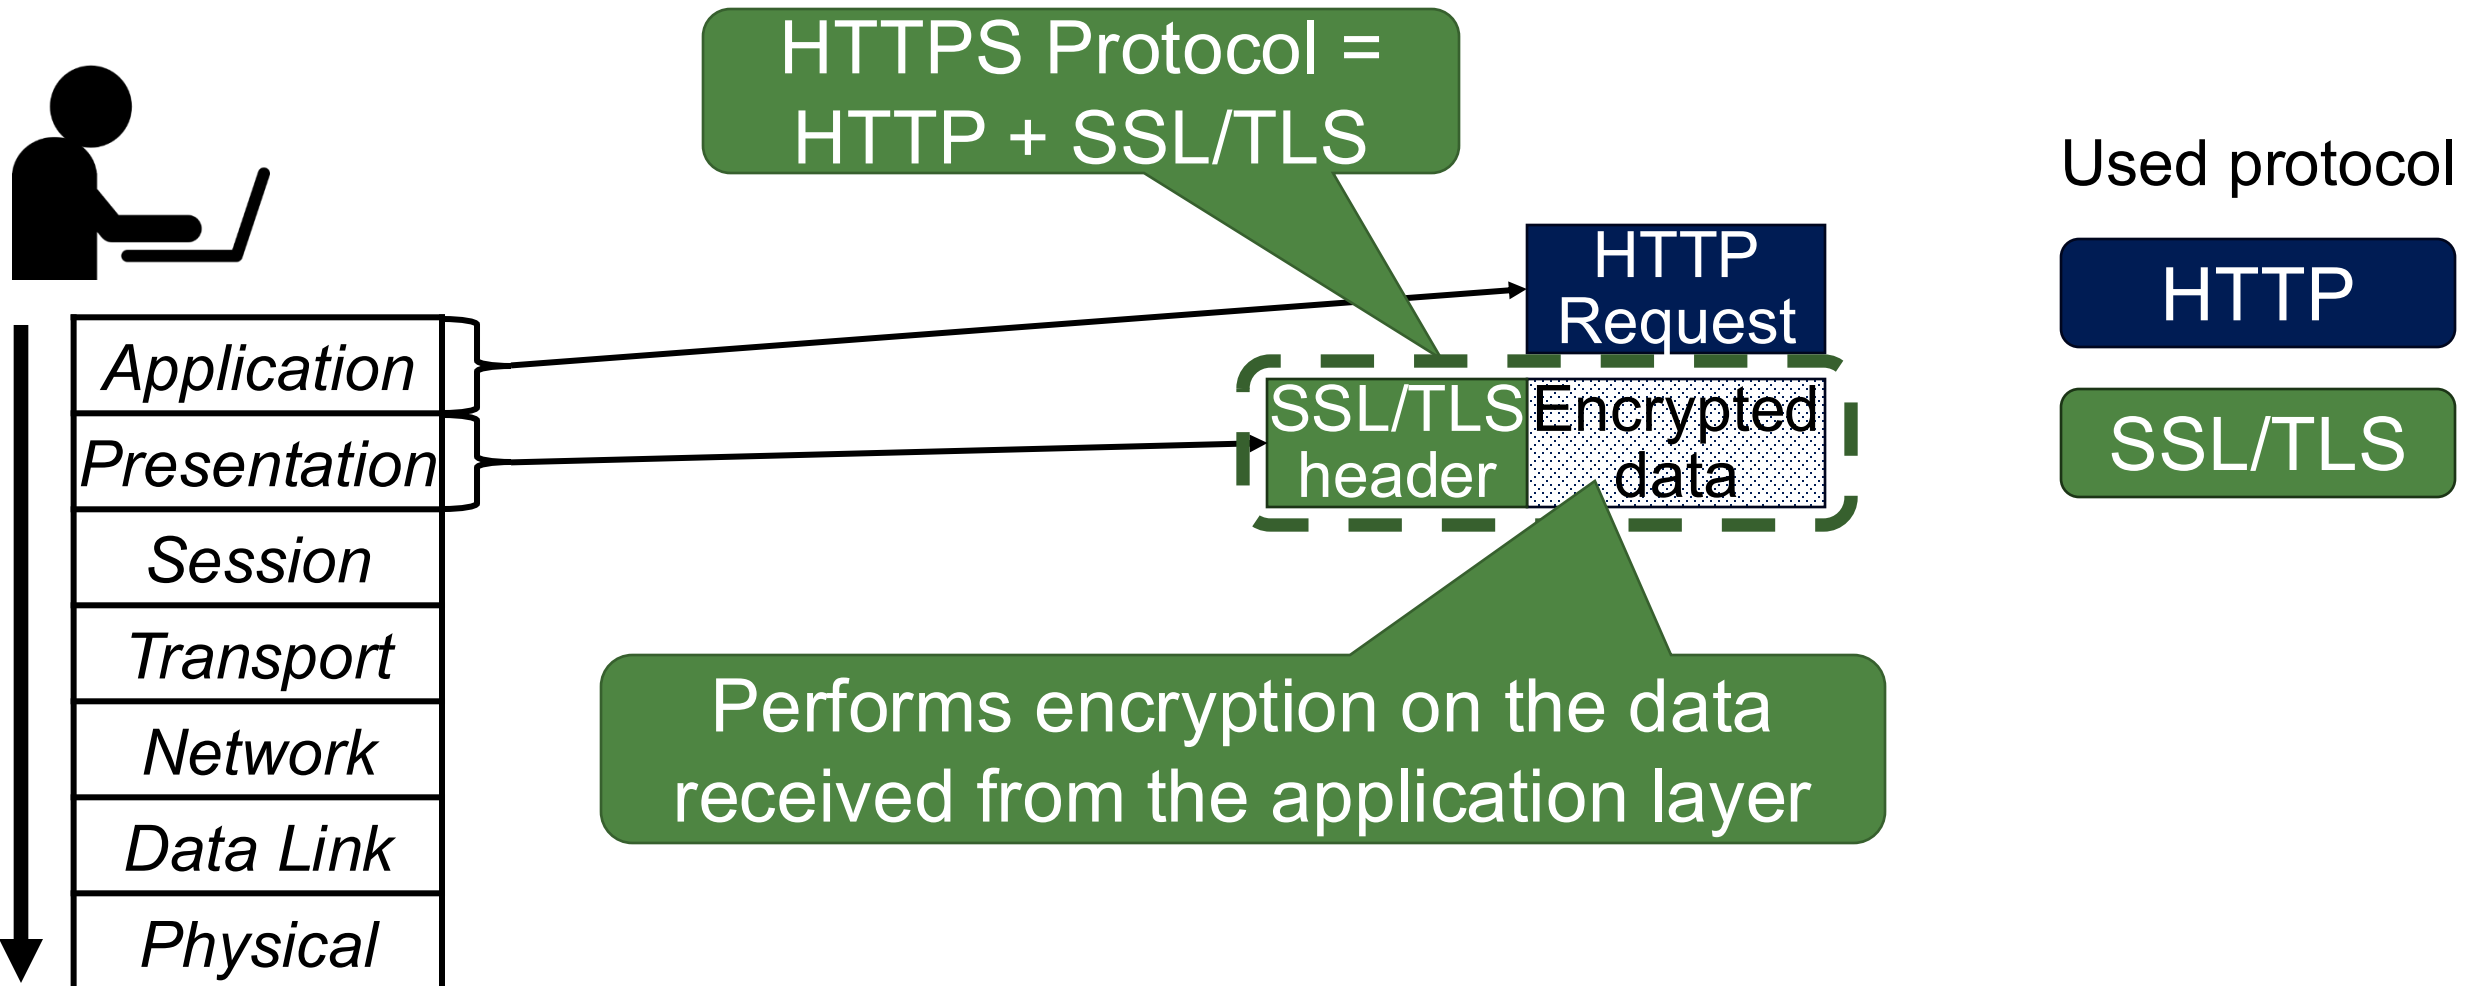 HTTPS Protocol =
HTTP + SSL/TLS
Used protocol
HTTP
Request
HTTP
Application
SSL/TLS
header
Encrypted
data
SSL/TLS
Presentation
Session
Transport
Performs encryption on the data
received from the application layer
Network
Data Link
Physical